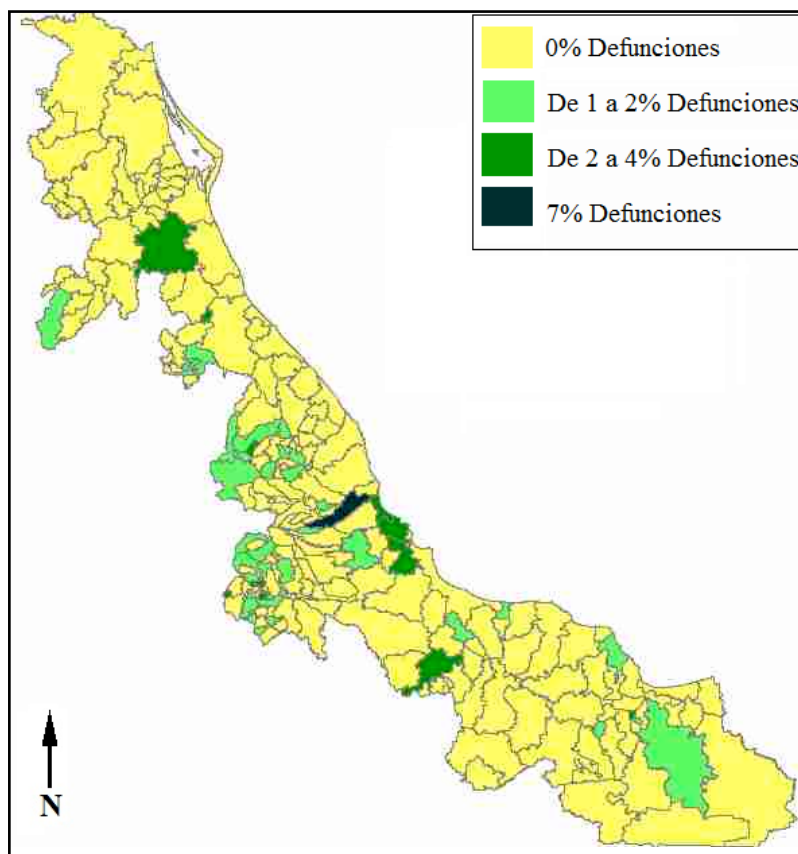 0% Defunciones
De 1 a 2% Defunciones
De 2 a 4% Defunciones
7% Defunciones
N